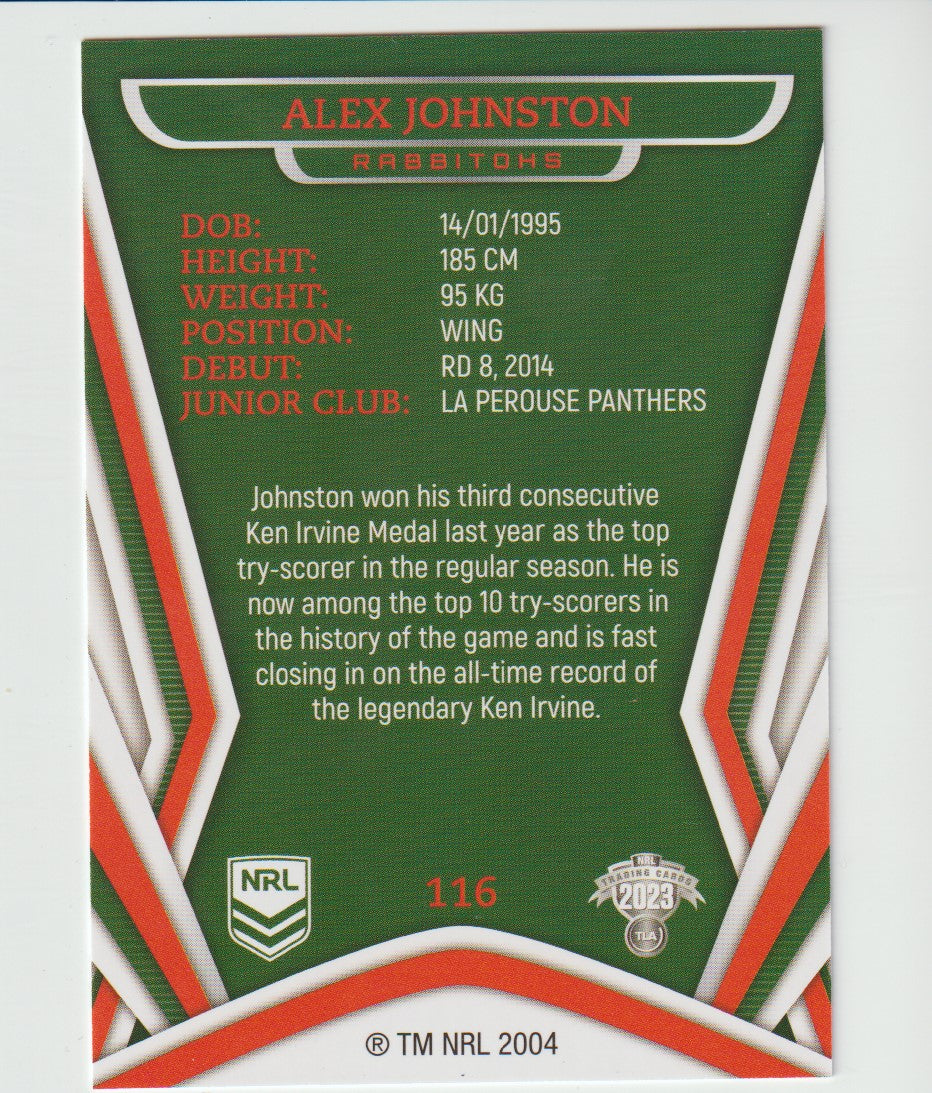 ALEX JOHNSTON
RABBITOHS
DOB: 14/01/1995
HEIGHT: 185 CM
WEIGHT: 95 KG
POSITION: WING
DEBUT: RD 8, 2014
JUNIOR CLUB: LA PEROUSE PANTHERS
Johnston won his third consecutive
Ken Irvine Medal last year as the top
try-scorer in the regular season. He is
now among the top 10 try-scorers in
the history of the game and is fast
closing in on the all-time record of
the legendary Ken Irvine.
NRL
116
NRL
TRADING CARDS
2023
TLA
® TM NRL 2004